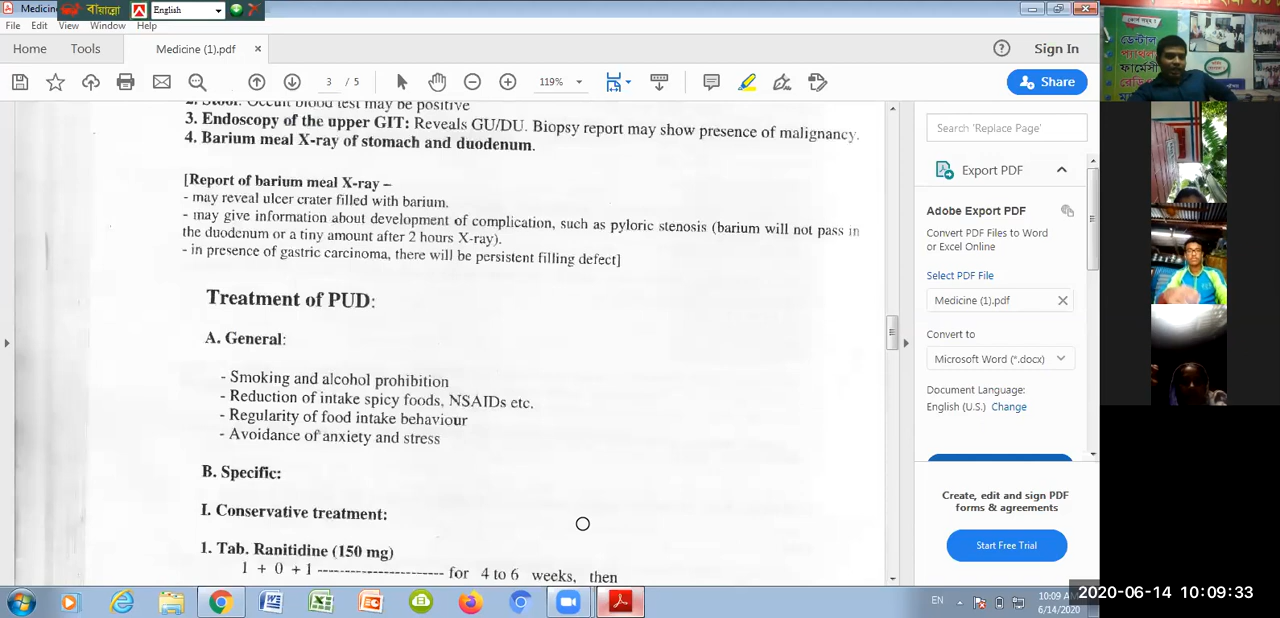 Medicin
বায়ান্নো
English
File Edit View Window Help
Home Tools Medicine (1).pdf × Sign In
3 / 5 119% Share
2. Stool: Occult blood test may be positive
3. Endoscopy of the upper GIT: Reveals GU/DU. Biopsy report may show presence of malignancy.
4. Barium meal X-ray of stomach and duodenum.
[Report of barium meal X-ray –
- may reveal ulcer crater filled with barium.
- may give information about development of complication, such as pyloric stenosis (barium will not pass in
the duodenum or a tiny amount after 2 hours X-ray).
- in presence of gastric carcinoma, there will be persistent filling defect]
Treatment of PUD:
A. General:
- Smoking and alcohol prohibition
- Reduction of intake spicy foods, NSAIDs etc.
- Regularity of food intake behaviour
- Avoidance of anxiety and stress
B. Specific:
I. Conservative treatment:
1. Tab. Ranitidine (150 mg)
1 + 0 + 1 ----------------------- for 4 to 6 weeks, then
Search 'Replace Page'
Export PDF
Adobe Export PDF
Convert PDF Files to Word
or Excel Online
Select PDF File
Medicine (1).pdf
Convert to
Microsoft Word (*.docx)
Document Language:
English (U.S.) Change
Create, edit and sign PDF
forms & agreements
Start Free Trial
ডেন্টাল
ফার্মেসী
EN
10:09 AM
6/14/2020
2020-06-14 10:09:33